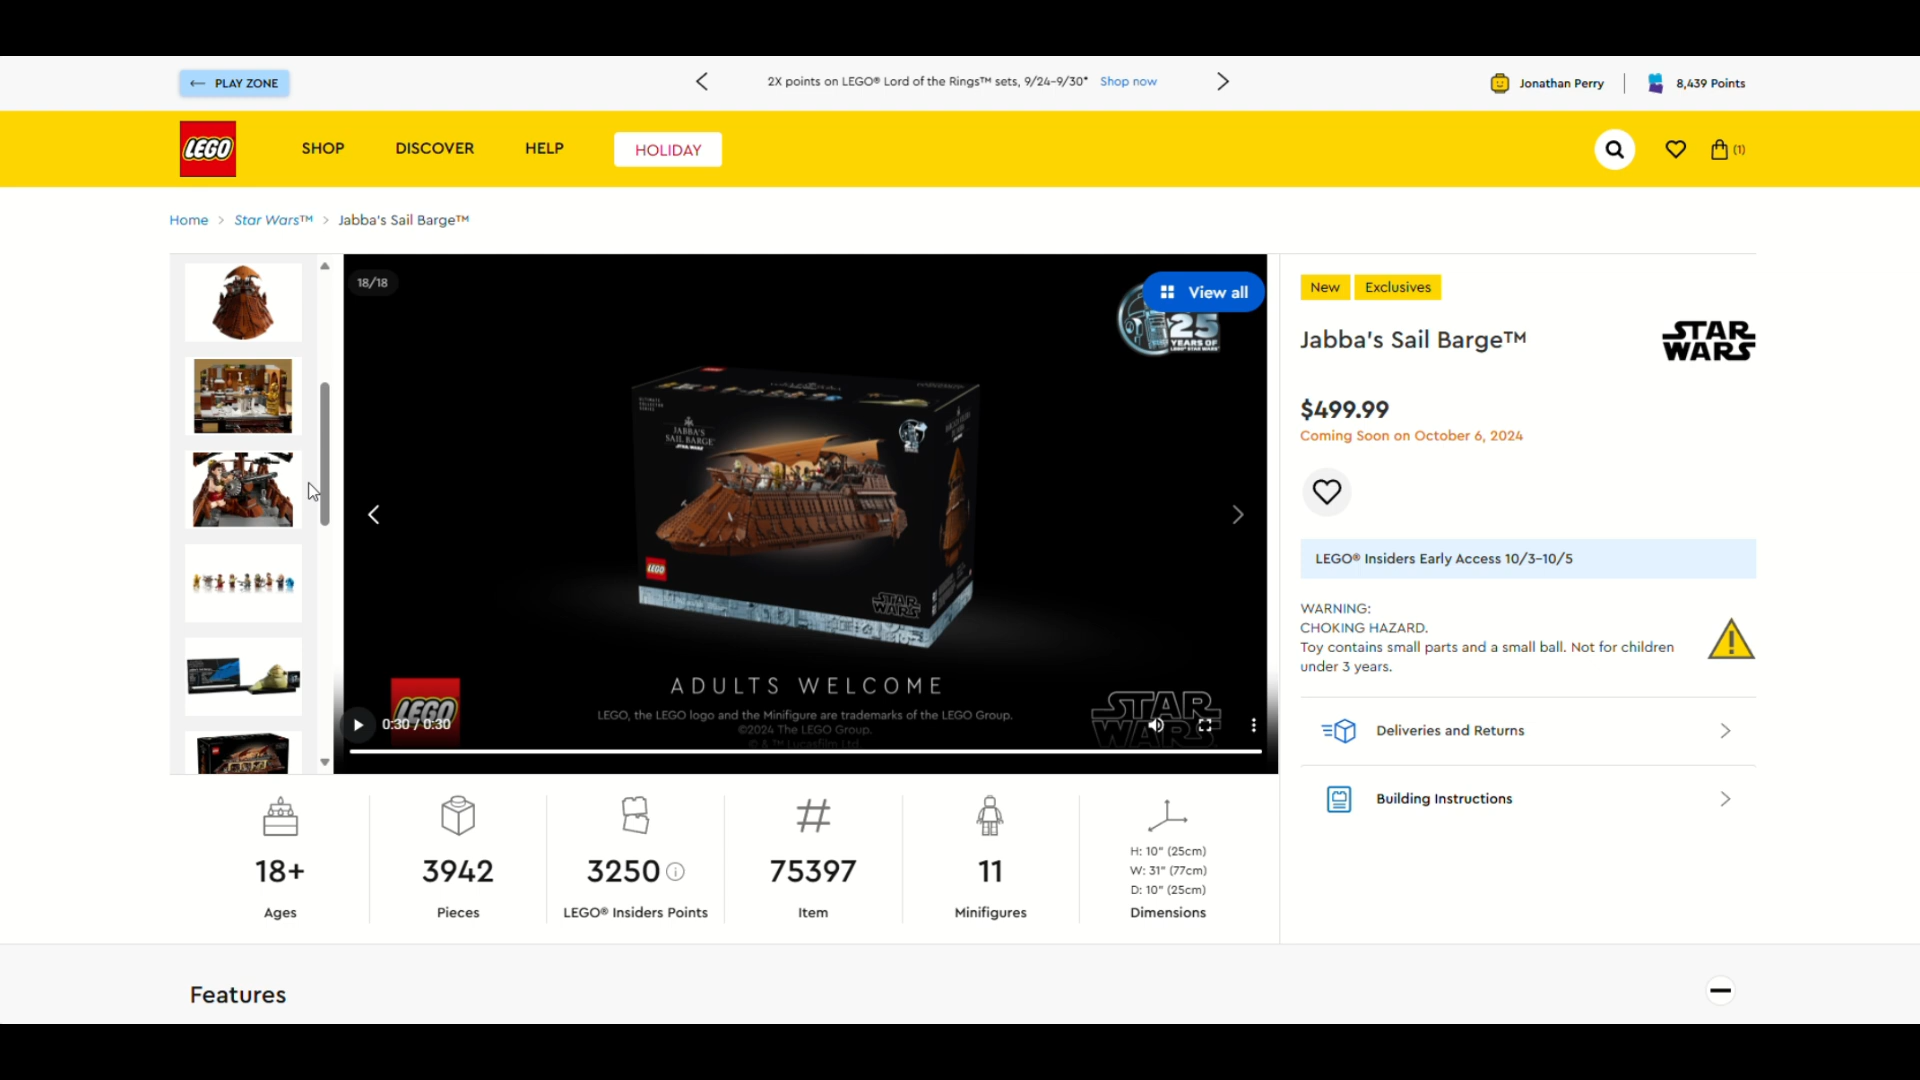 PLAY ZONE
2X points on LEGO® Lord of the Rings™ sets, 9/24-9/30* Shop now
Jonathan Perry
8,439 Points
LEGO
SHOP
DISCOVER
HELP
HOLIDAY
(1)
Home > Star Wars™ > Jabba's Sail Barge™
18/18
View all
25
YEARS OF
LEGO STAR WARS
JABBA'S
SAIL BARGE
STAR WARS
LEGO
STAR
WARS
ADULTS WELCOME
LEGO, the LEGO logo and the Minifigure are trademarks of the LEGO Group.
©2024 The LEGO Group.
© & ™ Lucasfilm Ltd.
LEGO
0:30 / 0:30
STAR
WARS
New
Exclusives
Jabba's Sail Barge™
STAR
WARS
$499.99
Coming Soon on October 6, 2024
LEGO® Insiders Early Access 10/3-10/5
WARNING:
CHOKING HAZARD.
Toy contains small parts and a small ball. Not for children
under 3 years.
Deliveries and Returns
Building Instructions
18+
Ages
3942
Pieces
3250
LEGO® Insiders Points
75397
Item
11
Minifigures
H: 10" (25cm)
W: 31" (77cm)
D: 10" (25cm)
Dimensions
Features